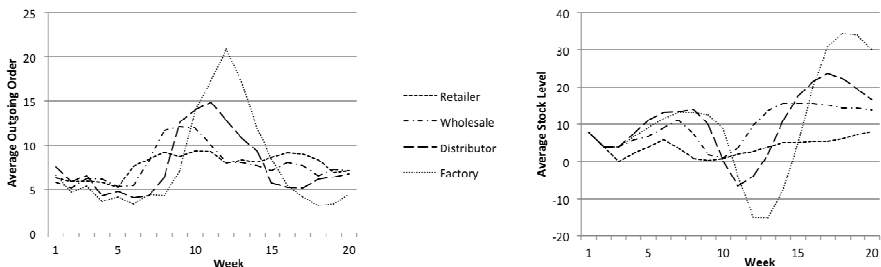 25
20
15
10
5
0
Average Outgoing Order
1 5 10 15 20
Week
Retailer
Wholesale
Distributor
Factory
40
30
20
10
0
-10
-20
Average Stock Level
1 5 10 15 20
Week